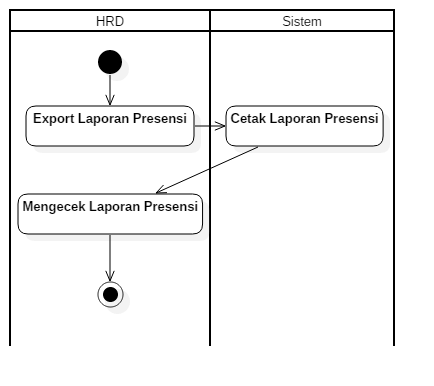 HRD
Sistem
Export Laporan Presensi
Cetak Laporan Presensi
Mengecek Laporan Presensi